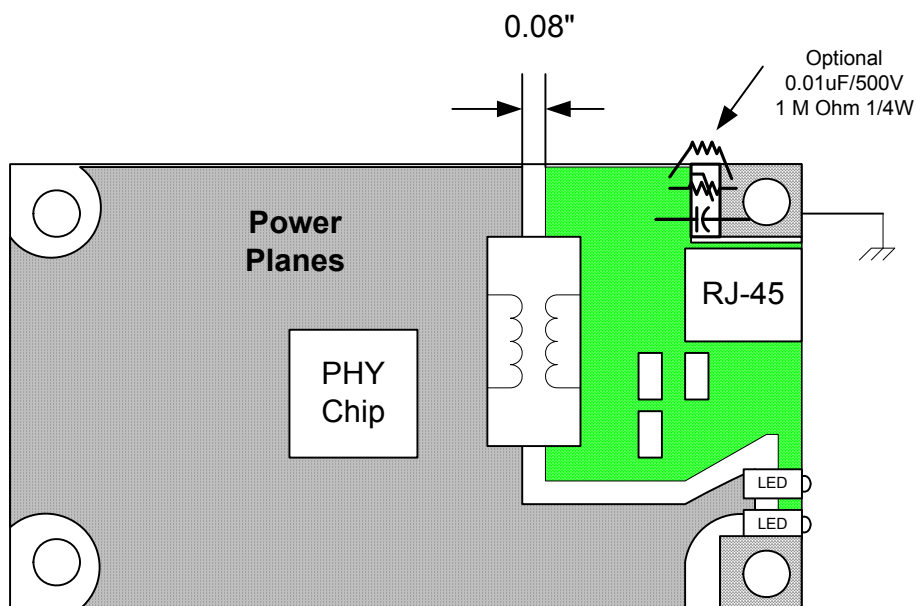 0.08"
Optional
0.01uF/500V
1 M Ohm 1/4W
Power
Planes
RJ-45
PHY
Chip
LED
LED